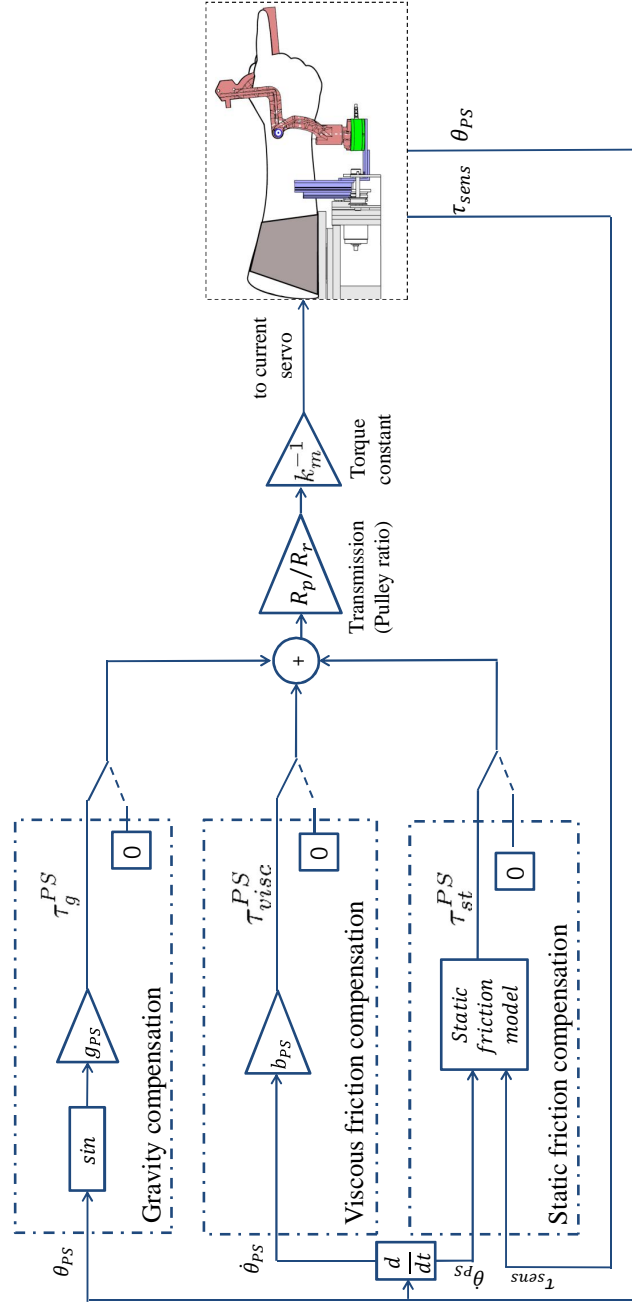 θ_PS
sin
g_PS
τ_g^PS
0
Gravity compensation
θ̇_PS
b_PS
τ_visc^PS
0
Viscous friction compensation
d/dt
θ̇_PS
τ_sens
Static
friction
model
τ_st^PS
0
Static friction compensation
+
R_p/R_r
Transmission
(Pulley ratio)
k_m^-1
Torque
constant
to current
servo
τ_sens
θ_PS